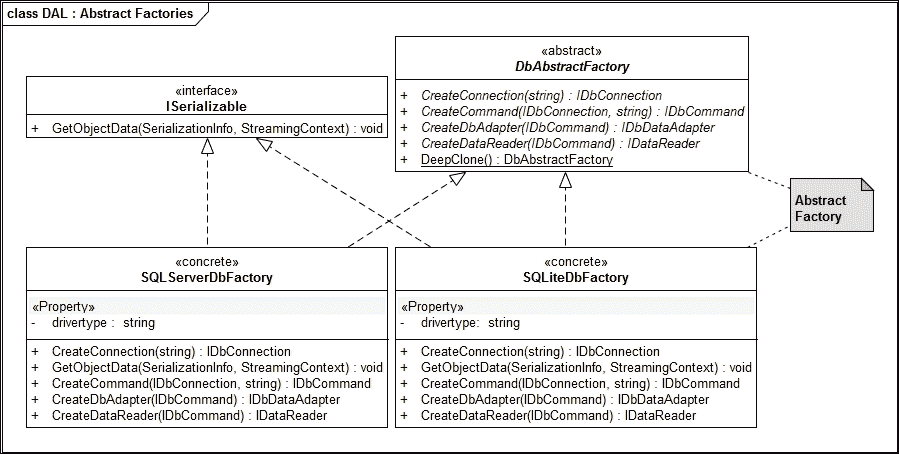 class DAL : Abstract Factories
«interface»
ISerializable
+ GetObjectData(SerializationInfo, StreamingContext) : void
«abstract»
DbAbstractFactory
+ CreateConnection(string) : IDbConnection
+ CreateCommand(IDbConnection, string) : IDbCommand
+ CreateDbAdapter(IDbCommand) : IDbDataAdapter
+ CreateDataReader(IDbCommand) : IDataReader
+ DeepClone() : DbAbstractFactory
Abstract
Factory
«concrete»
SQLServerDbFactory
«Property»
- drivertype : string
+ CreateConnection(string) : IDbConnection
+ GetObjectData(SerializationInfo, StreamingContext) : void
+ CreateCommand(IDbConnection, string) : IDbCommand
+ CreateDbAdapter(IDbCommand) : IDbDataAdapter
+ CreateDataReader(IDbCommand) : IDataReader
«concrete»
SQLiteDbFactory
«Property»
- drivertype: string
+ CreateConnection(string) : IDbConnection
+ GetObjectData(SerializationInfo, StreamingContext) : void
+ CreateCommand(IDbConnection, string) : IDbCommand
+ CreateDbAdapter(IDbCommand) : IDbDataAdapter
+ CreateDataReader(IDbCommand) : IDataReader